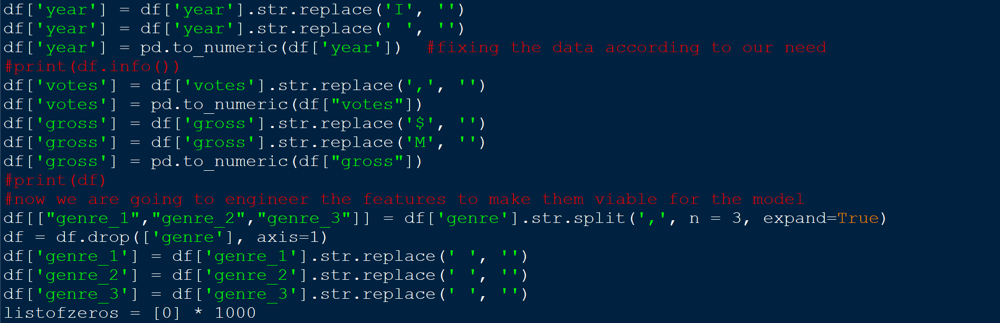 df['year'] = df['year'].str.replace('I', '')
df['year'] = df['year'].str.replace(' ', '')
df['year'] = pd.to_numeric(df['year'])  #fixing the data according to our need
#print(df.info())
df['votes'] = df['votes'].str.replace(',', '')
df['votes'] = pd.to_numeric(df["votes"])
df['gross'] = df['gross'].str.replace('$', '')
df['gross'] = df['gross'].str.replace('M', '')
df['gross'] = pd.to_numeric(df["gross"])
#print(df)
#now we are going to engineer the features to make them viable for the model
df[["genre_1","genre_2","genre_3"]] = df['genre'].str.split(',', n = 3, expand=True)
df = df.drop(['genre'], axis=1)
df['genre_1'] = df['genre_1'].str.replace(' ', '')
df['genre_2'] = df['genre_2'].str.replace(' ', '')
df['genre_3'] = df['genre_3'].str.replace(' ', '')
listofzeros = [0] * 1000